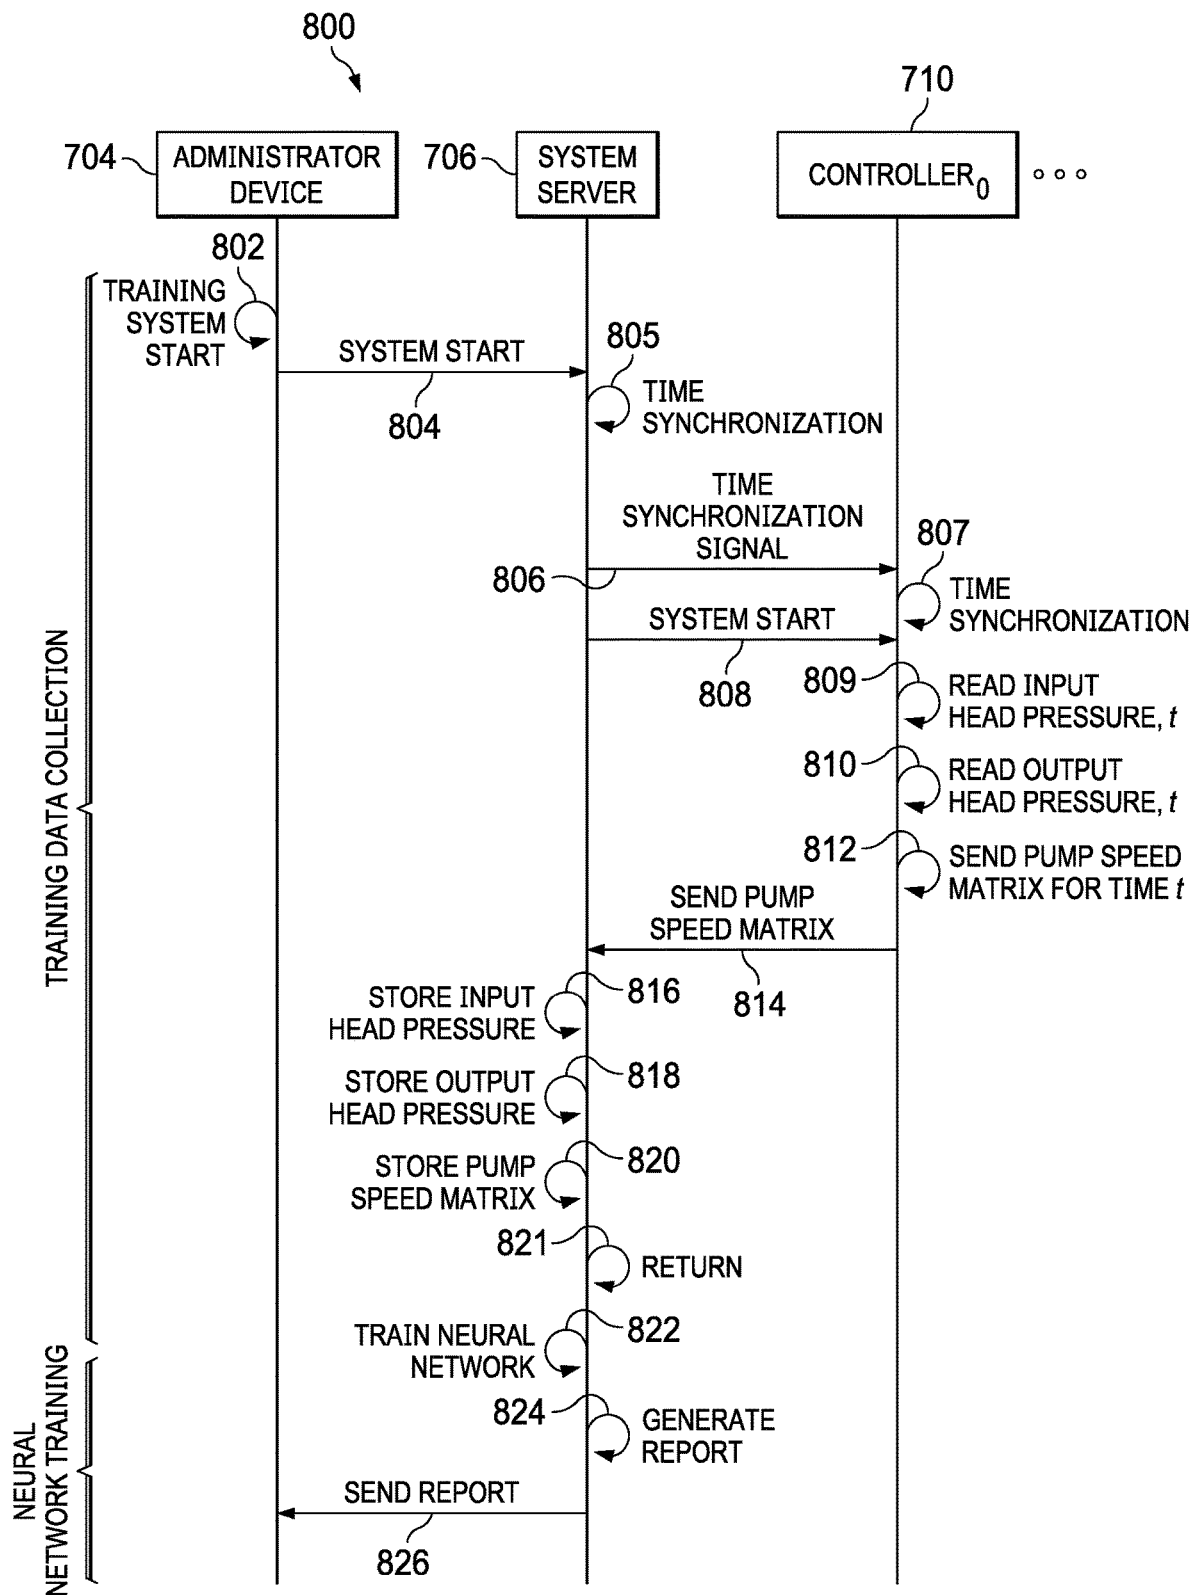 800
704
ADMINISTRATOR
DEVICE
706
SYSTEM
SERVER
710
CONTROLLER0
802
TRAINING
SYSTEM
START
SYSTEM START
804
805
TIME
SYNCHRONIZATION
TIME
SYNCHRONIZATION
SIGNAL
806
807
TIME
SYNCHRONIZATION
SYSTEM START
808
809
READ INPUT
HEAD PRESSURE, t
810
READ OUTPUT
HEAD PRESSURE, t
812
SEND PUMP SPEED
MATRIX FOR TIME t
SEND PUMP
SPEED MATRIX
814
816
STORE INPUT
HEAD PRESSURE
818
STORE OUTPUT
HEAD PRESSURE
820
STORE PUMP
SPEED MATRIX
821
RETURN
822
TRAIN NEURAL
NETWORK
824
GENERATE
REPORT
SEND REPORT
826
TRAINING DATA COLLECTION
NEURAL
NETWORK TRAINING